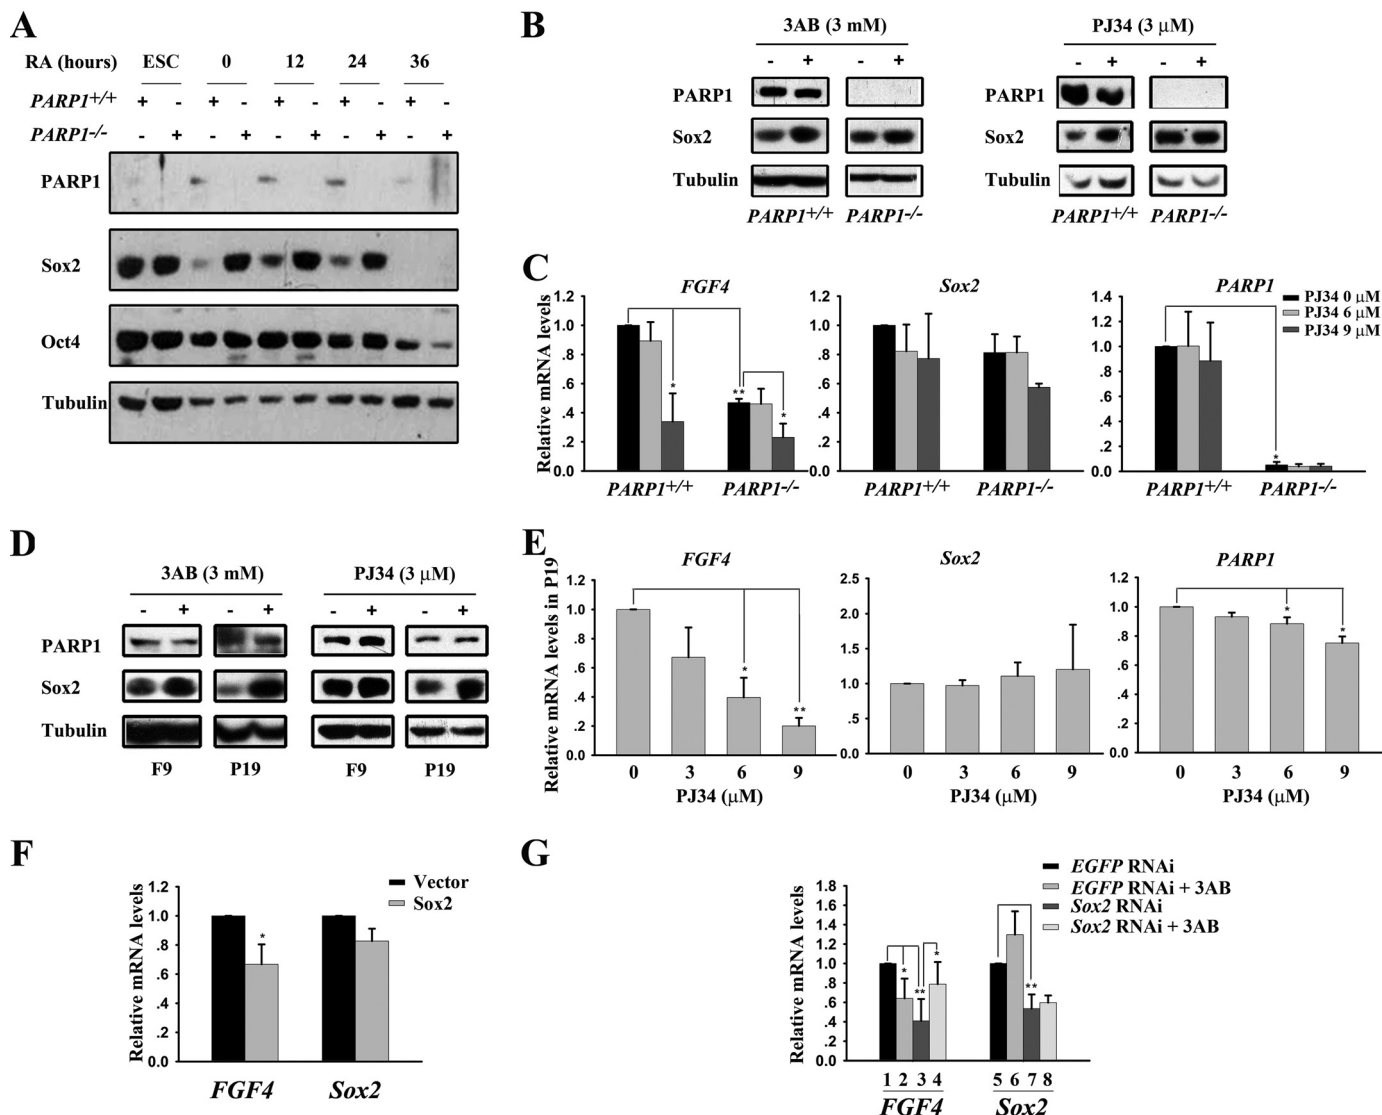 A
RA (hours) ESC 0 12 24 36
PARP1+/+ + - + - + - + - + -
PARP1-/- - + - + - + - + - +
PARP1
Sox2
Oct4
Tubulin
B
3AB (3 mM) PJ34 (3 μM)
- + - + - +
PARP1 PARP1
Sox2 Sox2
Tubulin Tubulin
PARP1+/+ PARP1-/- PARP1+/+ PARP1-/-
C
Relative mRNA levels
FGF4
1.2
1.0
.8
.6
.4
.2
0.0
* ** *
PARP1+/+ PARP1-/-
Sox2
1.2
1.0
.8
.6
.4
.2
0.0
PARP1+/+ PARP1-/-
PARP1
1.4
1.2
1.0
.8
.6
.4
.2
0.0
*
PARP1+/+ PARP1-/-
PJ34 0 μM
PJ34 6 μM
PJ34 9 μM
D
3AB (3 mM) PJ34 (3 μM)
- + - + - + - +
PARP1
Sox2
Tubulin
F9 P19 F9 P19
E
Relative mRNA levels in P19
FGF4
1.2
1.0
.8
.6
.4
.2
0.0
* **
0 3 6 9
PJ34 (μM)
Sox2
2.5
2.0
1.5
1.0
.5
0.0
0 3 6 9
PJ34 (μM)
PARP1
1.2
1.0
.8
.6
.4
.2
0
* *
0 3 6 9
PJ34 (μM)
F
Relative mRNA levels
1.2
1.0
.8
.6
.4
.2
0.0
*
Vector
Sox2
FGF4 Sox2
G
Relative mRNA levels
1.8
1.6
1.4
1.2
1.0
.8
.6
.4
.2
0.0
* ** * **
EGFP RNAi
EGFP RNAi + 3AB
Sox2 RNAi
Sox2 RNAi + 3AB
1 2 3 4 5 6 7 8
FGF4 Sox2